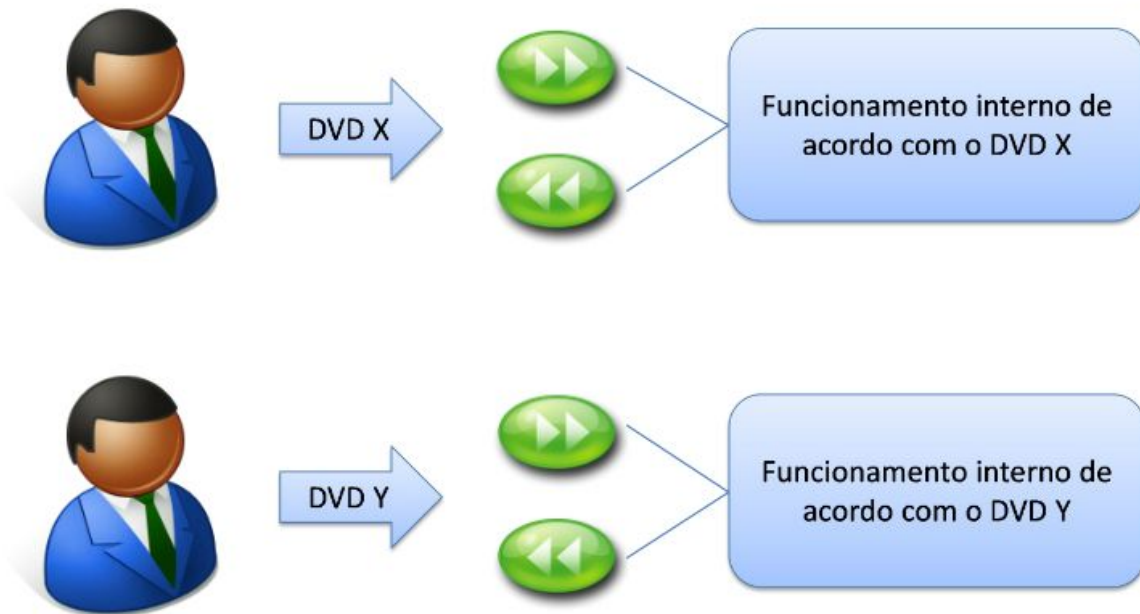 DVD X
Funcionamento interno de
acordo com o DVD X
DVD Y
Funcionamento interno de
acordo com o DVD Y